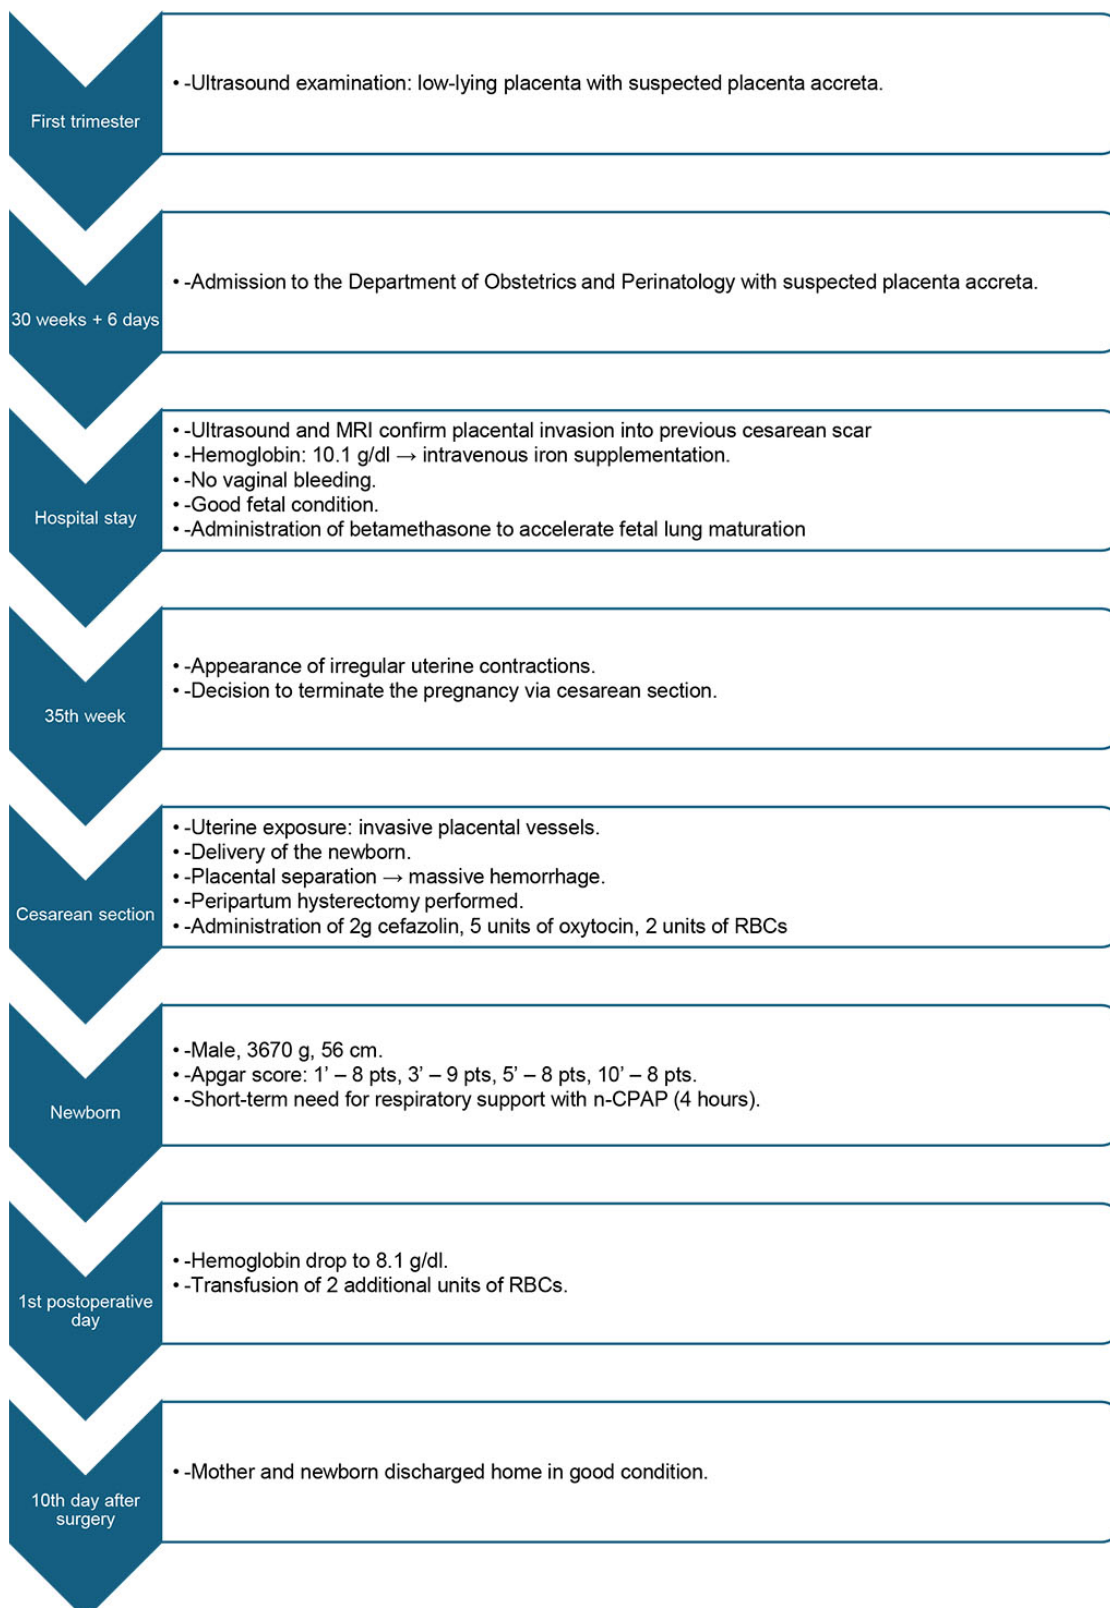 First trimester
• -Ultrasound examination: low-lying placenta with suspected placenta accreta.
30 weeks + 6 days
• -Admission to the Department of Obstetrics and Perinatology with suspected placenta accreta.
Hospital stay
• -Ultrasound and MRI confirm placental invasion into previous cesarean scar
• -Hemoglobin: 10.1 g/dl → intravenous iron supplementation.
• -No vaginal bleeding.
• -Good fetal condition.
• -Administration of betamethasone to accelerate fetal lung maturation
35th week
• -Appearance of irregular uterine contractions.
• -Decision to terminate the pregnancy via cesarean section.
Cesarean section
• -Uterine exposure: invasive placental vessels.
• -Delivery of the newborn.
• -Placental separation → massive hemorrhage.
• -Peripartum hysterectomy performed.
• -Administration of 2g cefazolin, 5 units of oxytocin, 2 units of RBCs
Newborn
• -Male, 3670 g, 56 cm.
• -Apgar score: 1’ – 8 pts, 3’ – 9 pts, 5’ – 8 pts, 10’ – 8 pts.
• -Short-term need for respiratory support with n-CPAP (4 hours).
1st postoperative
day
• -Hemoglobin drop to 8.1 g/dl.
• -Transfusion of 2 additional units of RBCs.
10th day after
surgery
• -Mother and newborn discharged home in good condition.